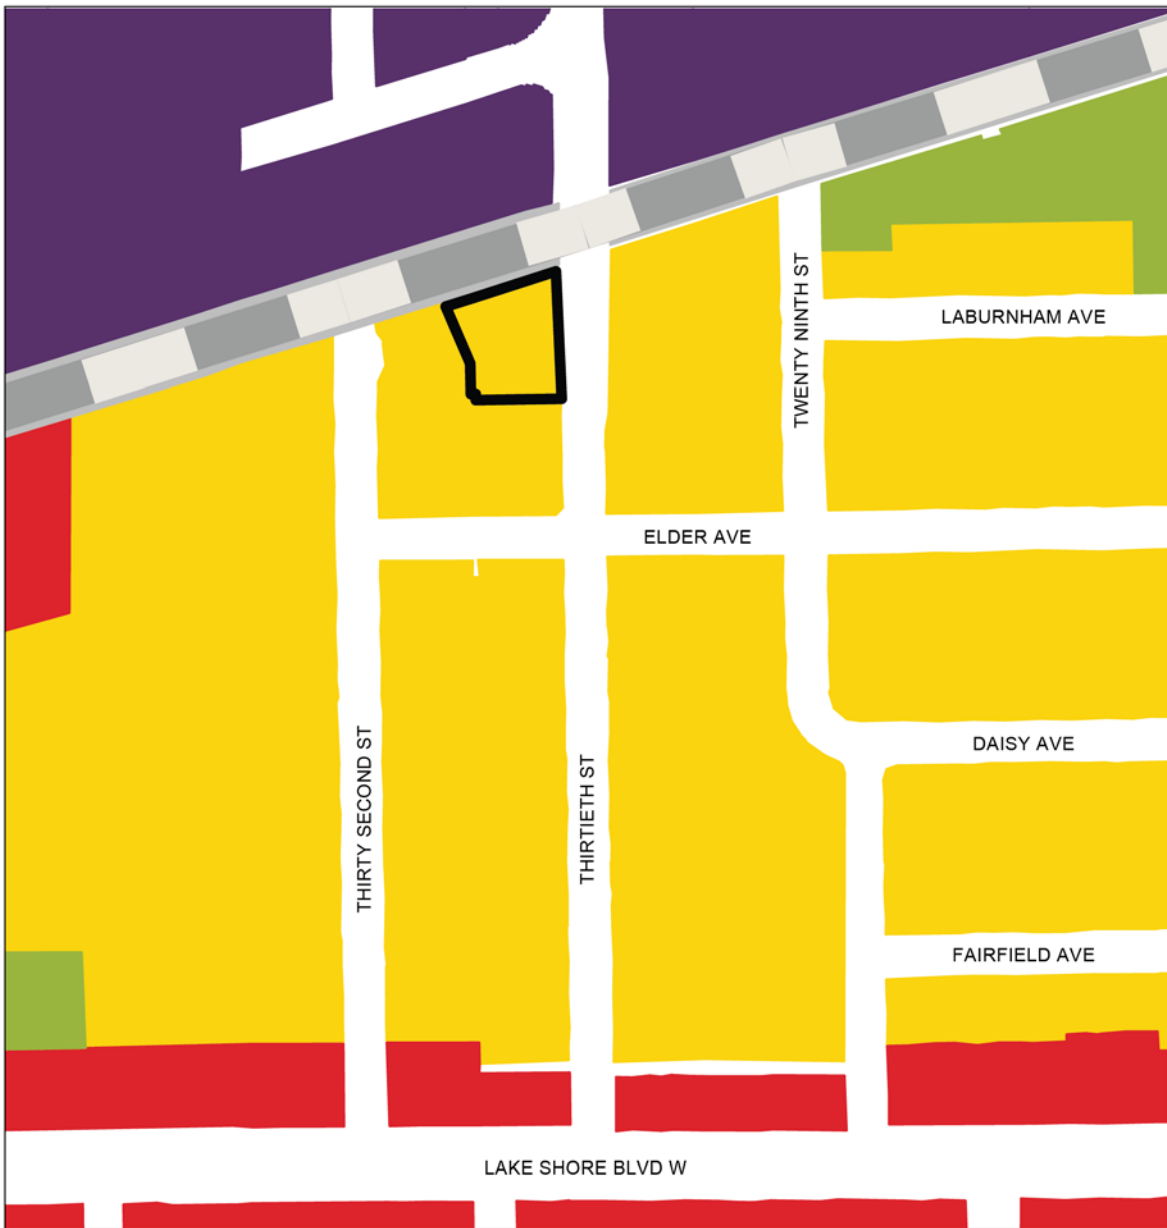 LABURNHAM AVE
TWENTY NINTH ST
ELDER AVE
DAISY AVE
THIRTY SECOND ST
THIRTIETH ST
FAIRFIELD AVE
LAKE SHORE BLVD W